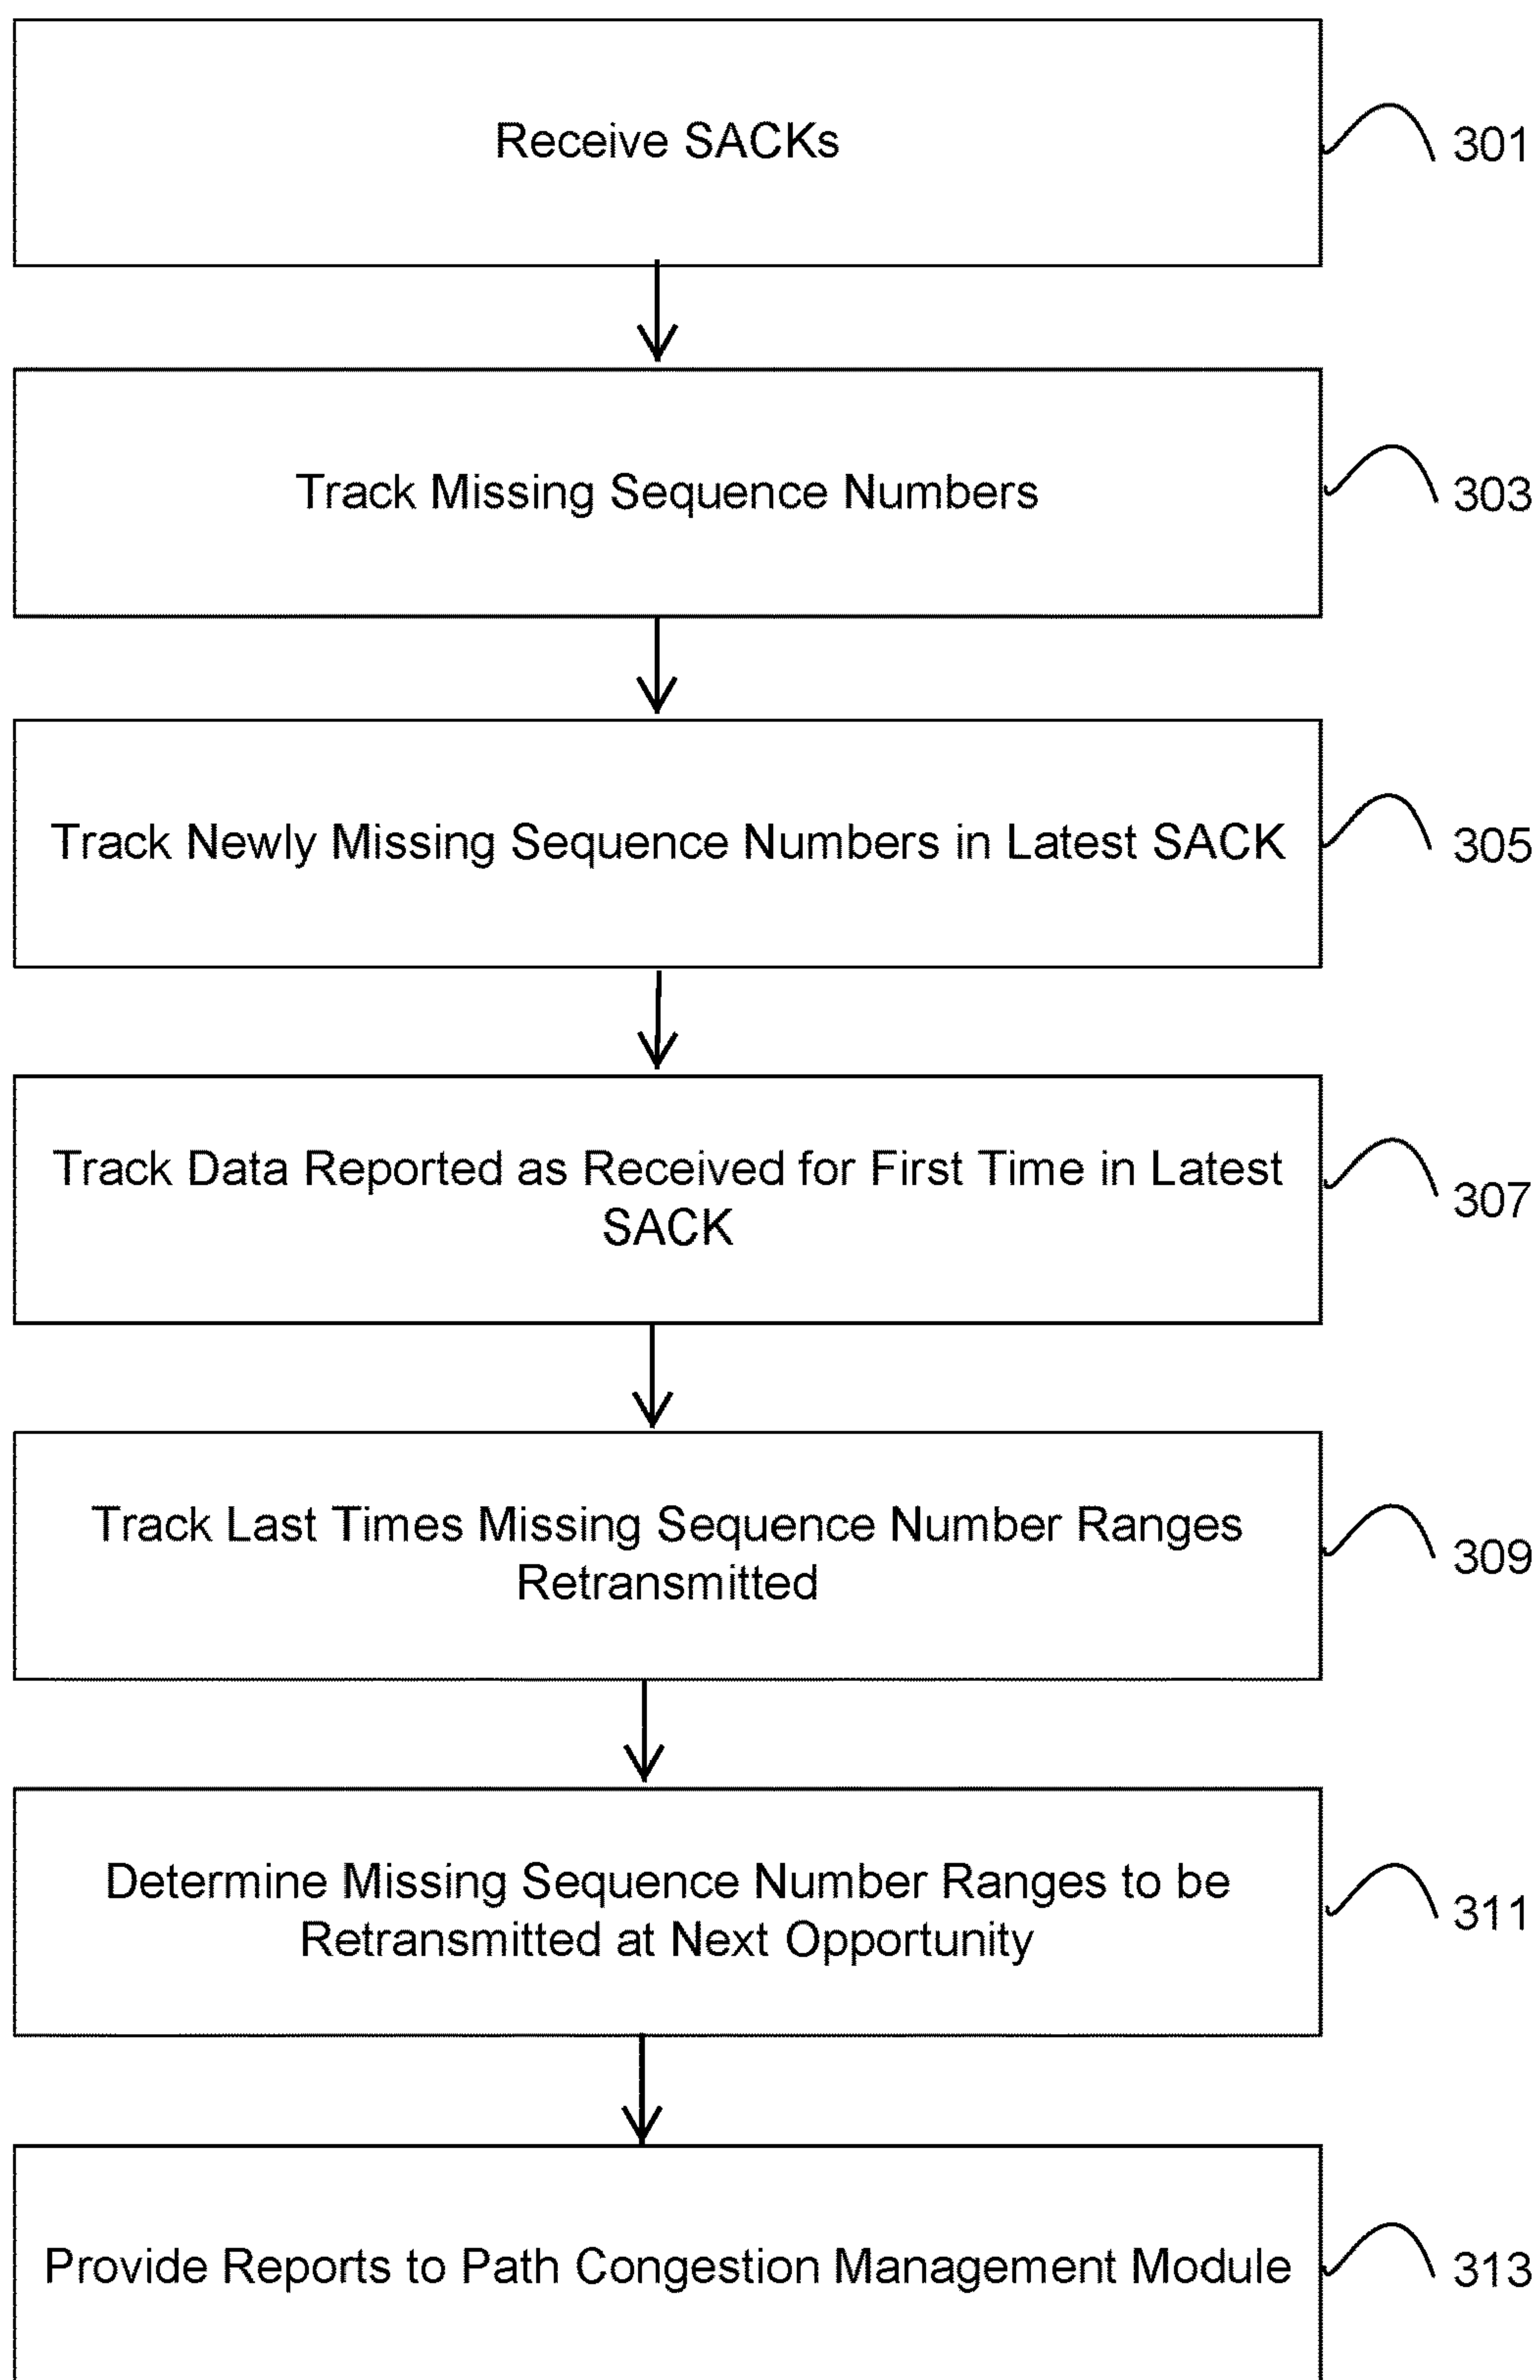 Receive SACKs
301
Track Missing Sequence Numbers
303
Track Newly Missing Sequence Numbers in Latest SACK
305
Track Data Reported as Received for First Time in Latest
SACK
307
Track Last Times Missing Sequence Number Ranges
Retransmitted
309
Determine Missing Sequence Number Ranges to be
Retransmitted at Next Opportunity
311
Provide Reports to Path Congestion Management Module
313